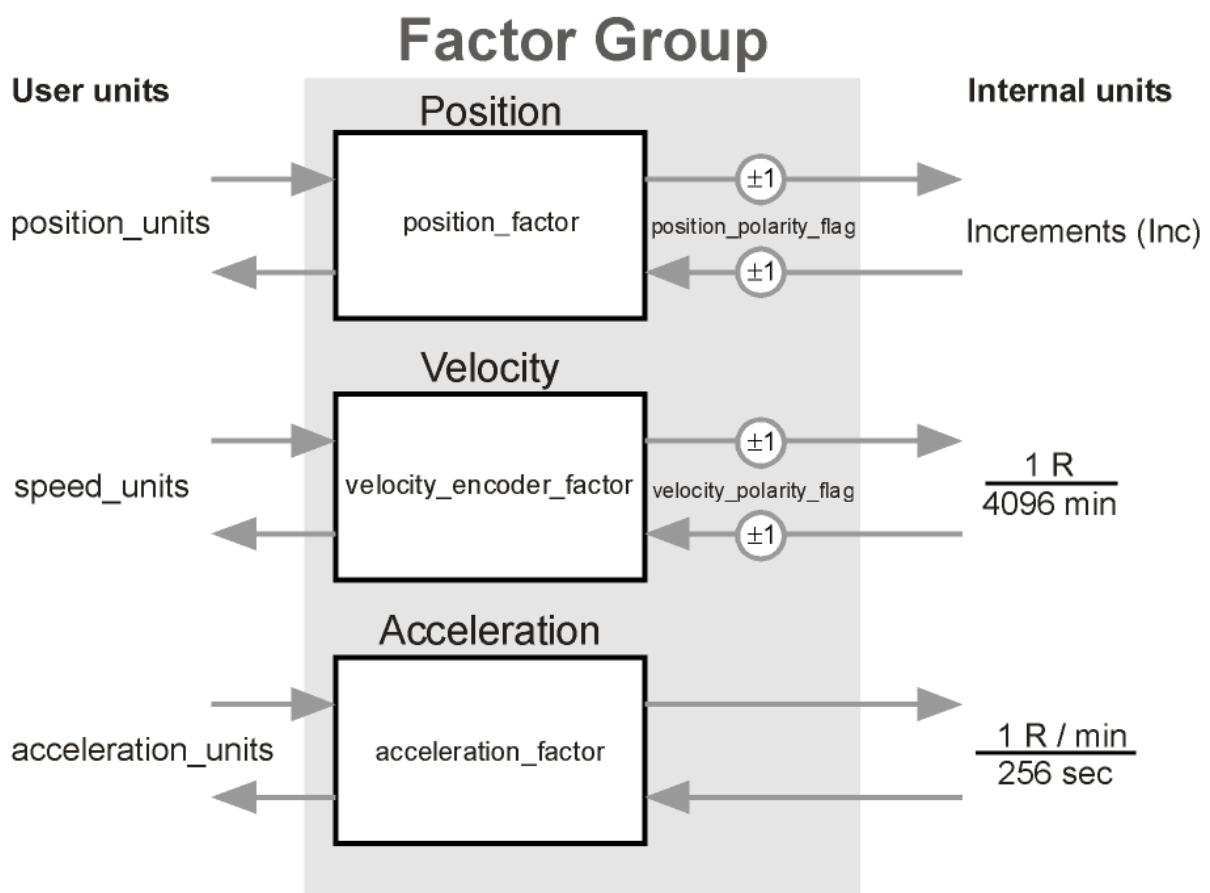 Factor Group
User units
Internal units
Position
±1
position_units
position_factor
position_polarity_flag
Increments (Inc)
±1
Velocity
±1
speed_units
velocity_encoder_factor
velocity_polarity_flag
1 R
4096 min
±1
Acceleration
acceleration_units
acceleration_factor
1 R / min
256 sec